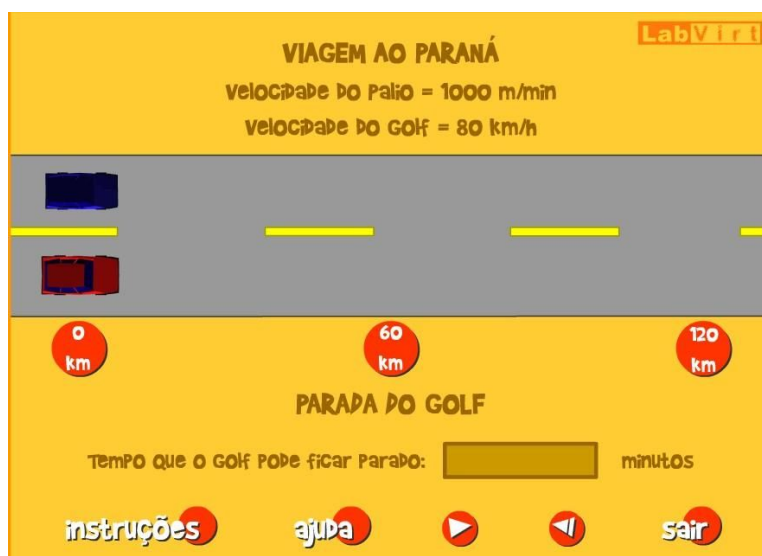 LabVirt
VIAGEM AO PARANÁ
Velocidade do Palio = 1000 m/min
Velocidade do Golf = 80 km/h
0
km
60
km
120
km
PARADA DO GOLF
Tempo que o Golf pode ficar parado:
minutos
instruções
ajuda
sair